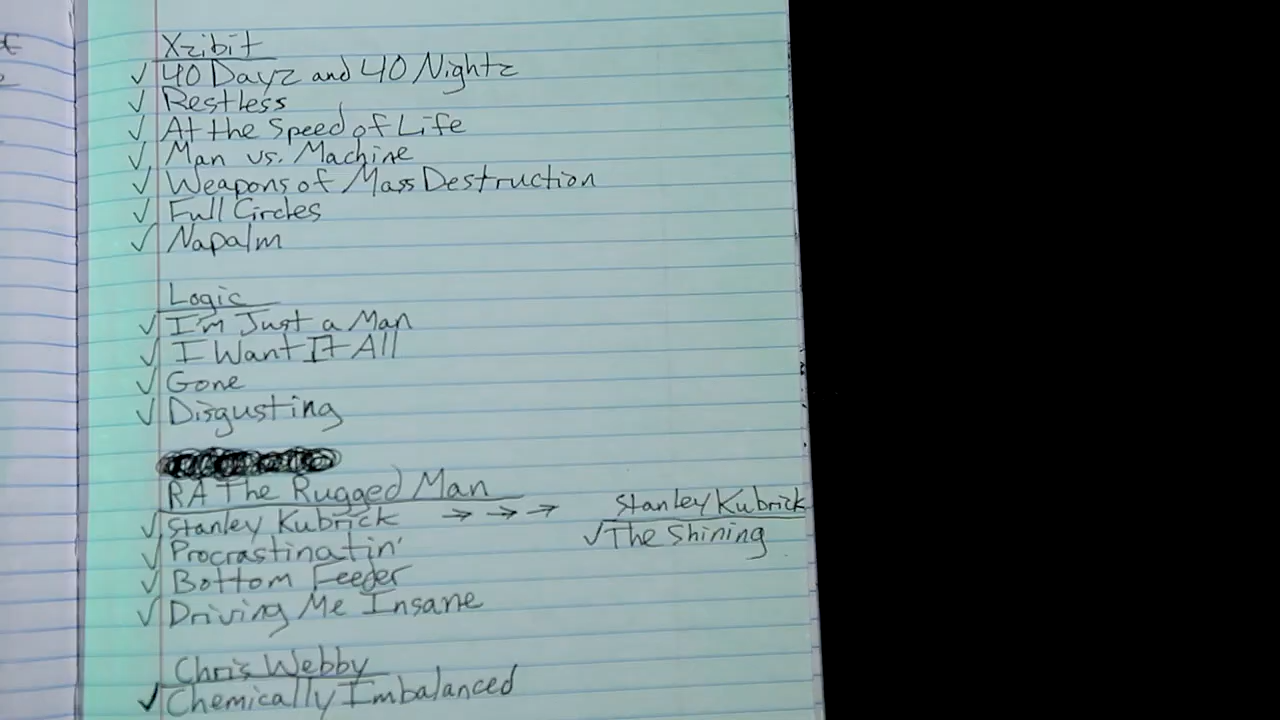 Xzibit
✓ 40 Dayz and 40 Nightz
✓ Restless
✓ At the Speed of Life
✓ Man vs. Machine
✓ Weapons of Mass Destruction
✓ Full Circles
✓ Napalm
Logic
✓ I'm Just a Man
✓ I Want It All
✓ Gone
✓ Disgusting
RA The Rugged Man
✓ Stanley Kubrick → → → Stanley Kubrick
✓ Procrastinatin' ✓ The Shining
✓ Bottom Feeder
✓ Driving Me Insane
Chris Webby
✓ Chemically Imbalanced